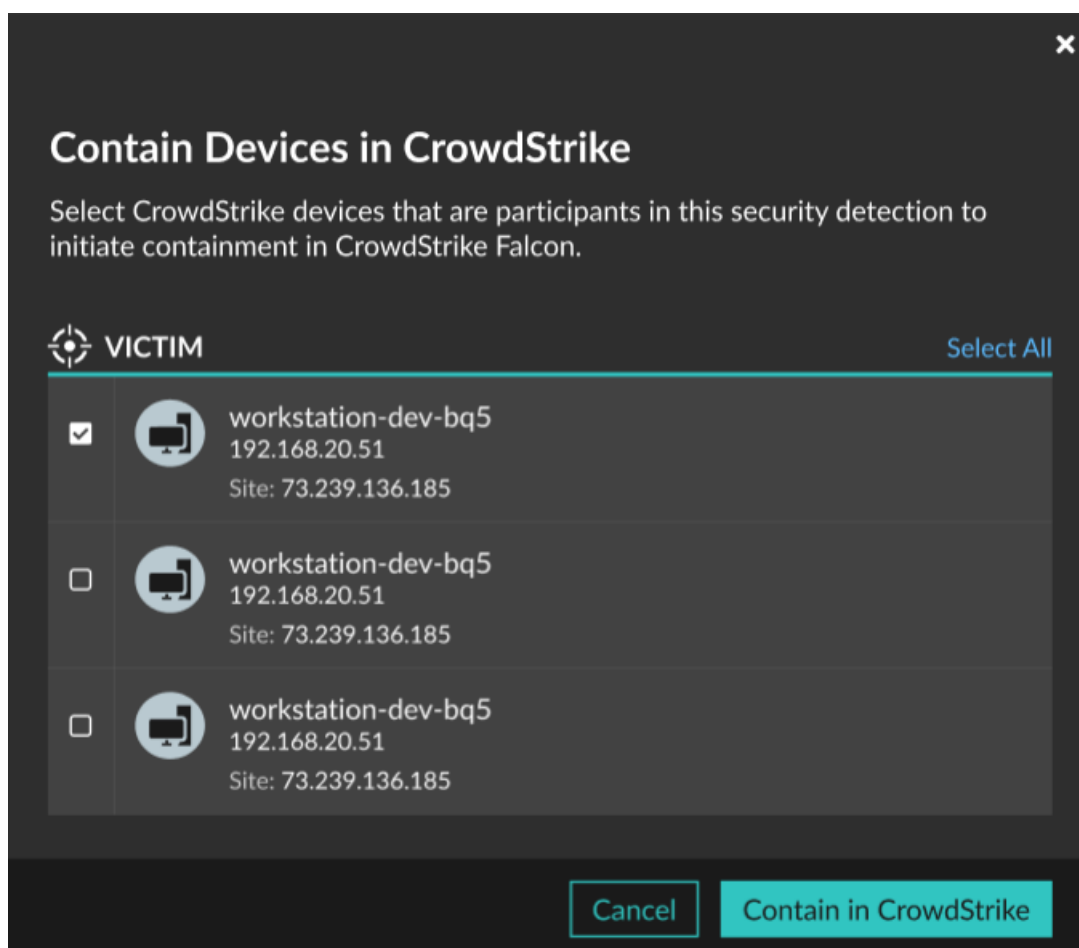 Contain Devices in CrowdStrike
Select CrowdStrike devices that are participants in this security detection to
initiate containment in CrowdStrike Falcon.
VICTIM
Select All
workstation-dev-bq5
192.168.20.51
Site: 73.239.136.185
workstation-dev-bq5
192.168.20.51
Site: 73.239.136.185
workstation-dev-bq5
192.168.20.51
Site: 73.239.136.185
Cancel
Contain in CrowdStrike